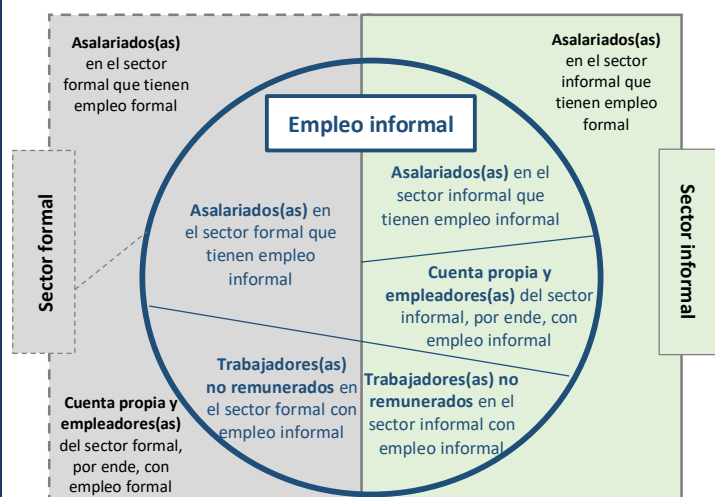 Asalariados(as)
en el sector
formal que tienen
empleo formal
Asalariados(as)
en el sector
informal que
tienen empleo
formal
Empleo informal
Sector formal
Asalariados(as) en
el sector formal que
tienen empleo
informal
Asalariados(as) en el
sector informal que
tienen empleo informal
Sector informal
Cuenta propia y
empleadores(as) del sector
informal, por ende, con
empleo informal
Trabajadores(as)
no remunerados en
el sector formal con
empleo informal
Trabajadores(as) no
remunerados en el
sector informal con
empleo informal
Cuenta propia y
empleadores(as)
del sector formal,
por ende, con
empleo formal